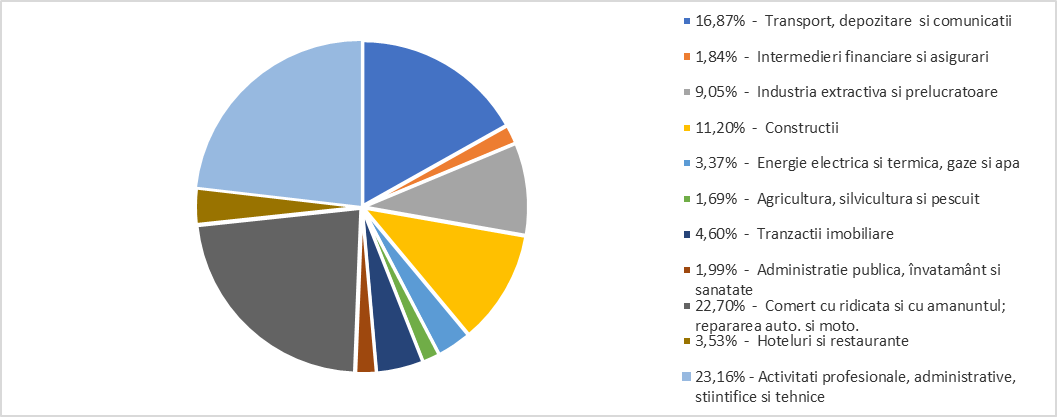 16,87% - Transport, depozitare si comunicatii
1,84% - Intermedieri financiare si asigurari
9,05% - Industria extractiva si prelucratoare
11,20% - Constructii
3,37% - Energie electrica si termica, gaze si apa
1,69% - Agricultura, silvicultura si pescuit
4,60% - Tranzactii imobiliare
1,99% - Administratie publica, învatamânt si
sanatate
22,70% - Comert cu ridicata si cu amanuntul;
repararea auto. si moto.
3,53% - Hoteluri si restaurante
23,16% - Activitati profesionale, administrative,
stiintifice si tehnice